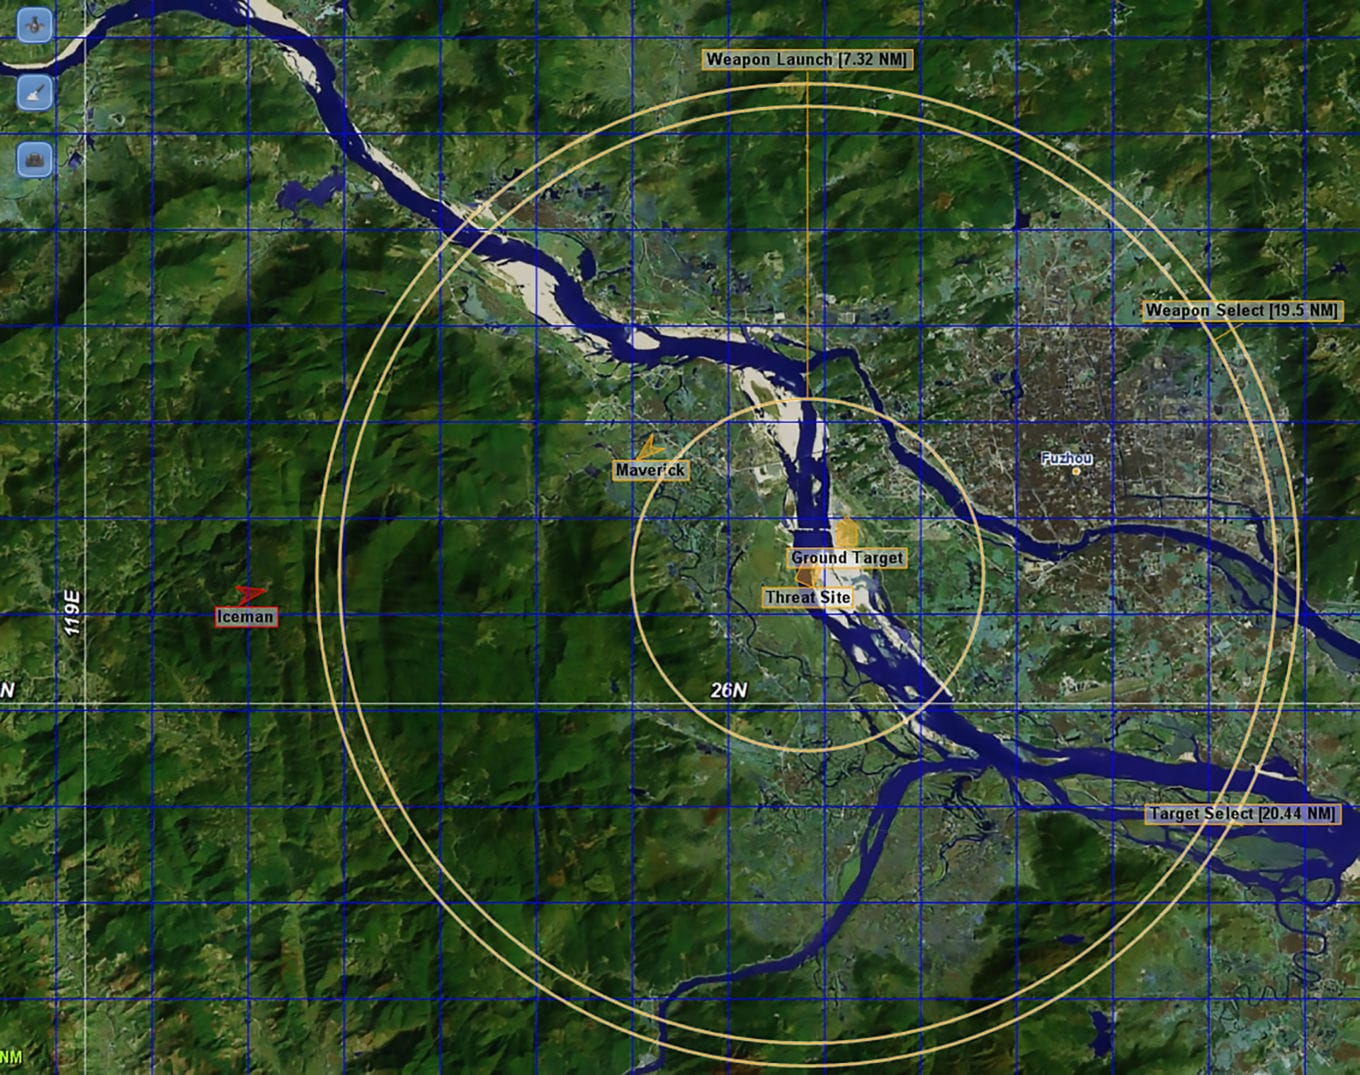 Weapon Launch [7.32 NM]
Weapon Select [19.5 NM]
Fuzhou
Maverick
Ground Target
Threat Site
119E
Iceman
N
26N
Target Select [20.44 NM]
NM